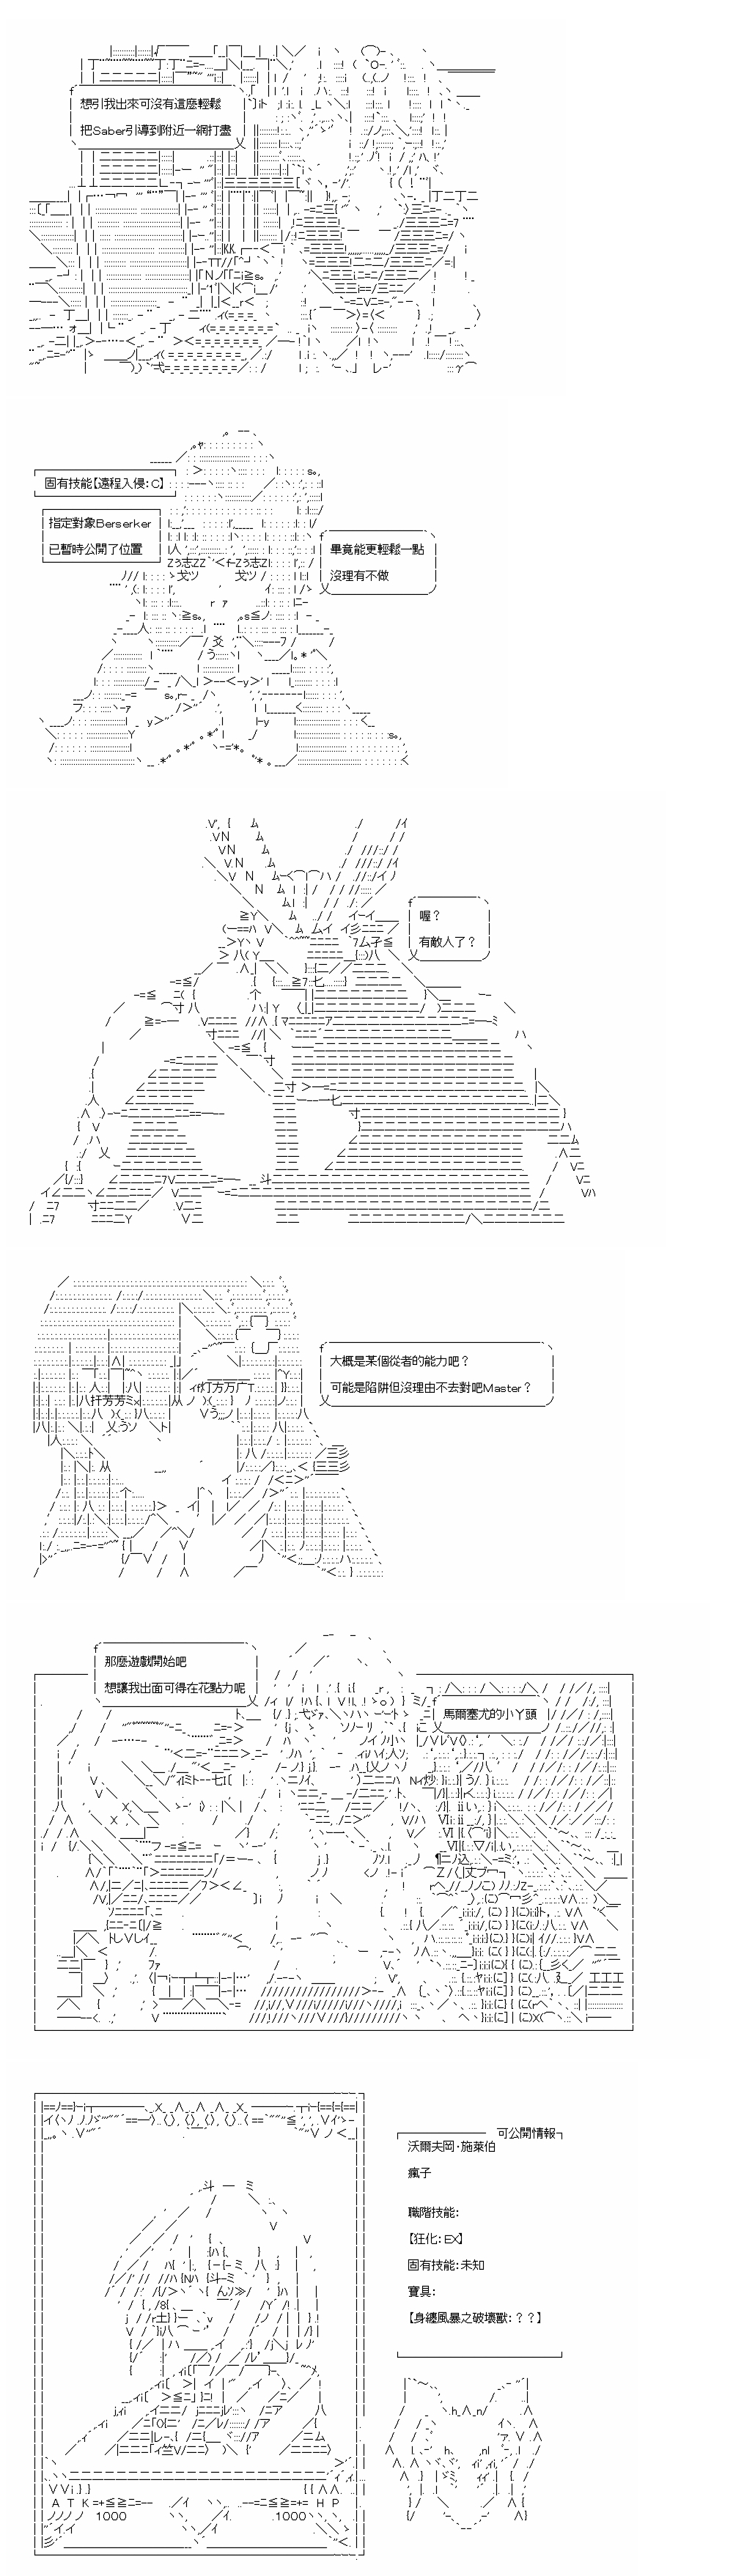 想引我出來可沒有這麼輕鬆
把Saber引導到附近一網打盡
固有技能【遠程入侵：C】
指定對象Berserker
已暫時公開了位置
畢竟能更輕鬆一點
沒理有不做
喔？
有敵人了？
大概是某個從者的能力吧？
可能是陷阱但沒理由不去對吧Master？
那麼遊戲開始吧
想讓我出面可得在花點力呢
馬爾塞尤的小丫頭
可公開情報
沃爾夫岡・施萊伯
瘋子
職階技能：
【狂化：EX】
固有技能：未知
寶具：
【身纏風暴之破壞獸：？？】
ATK HP
1000 1000